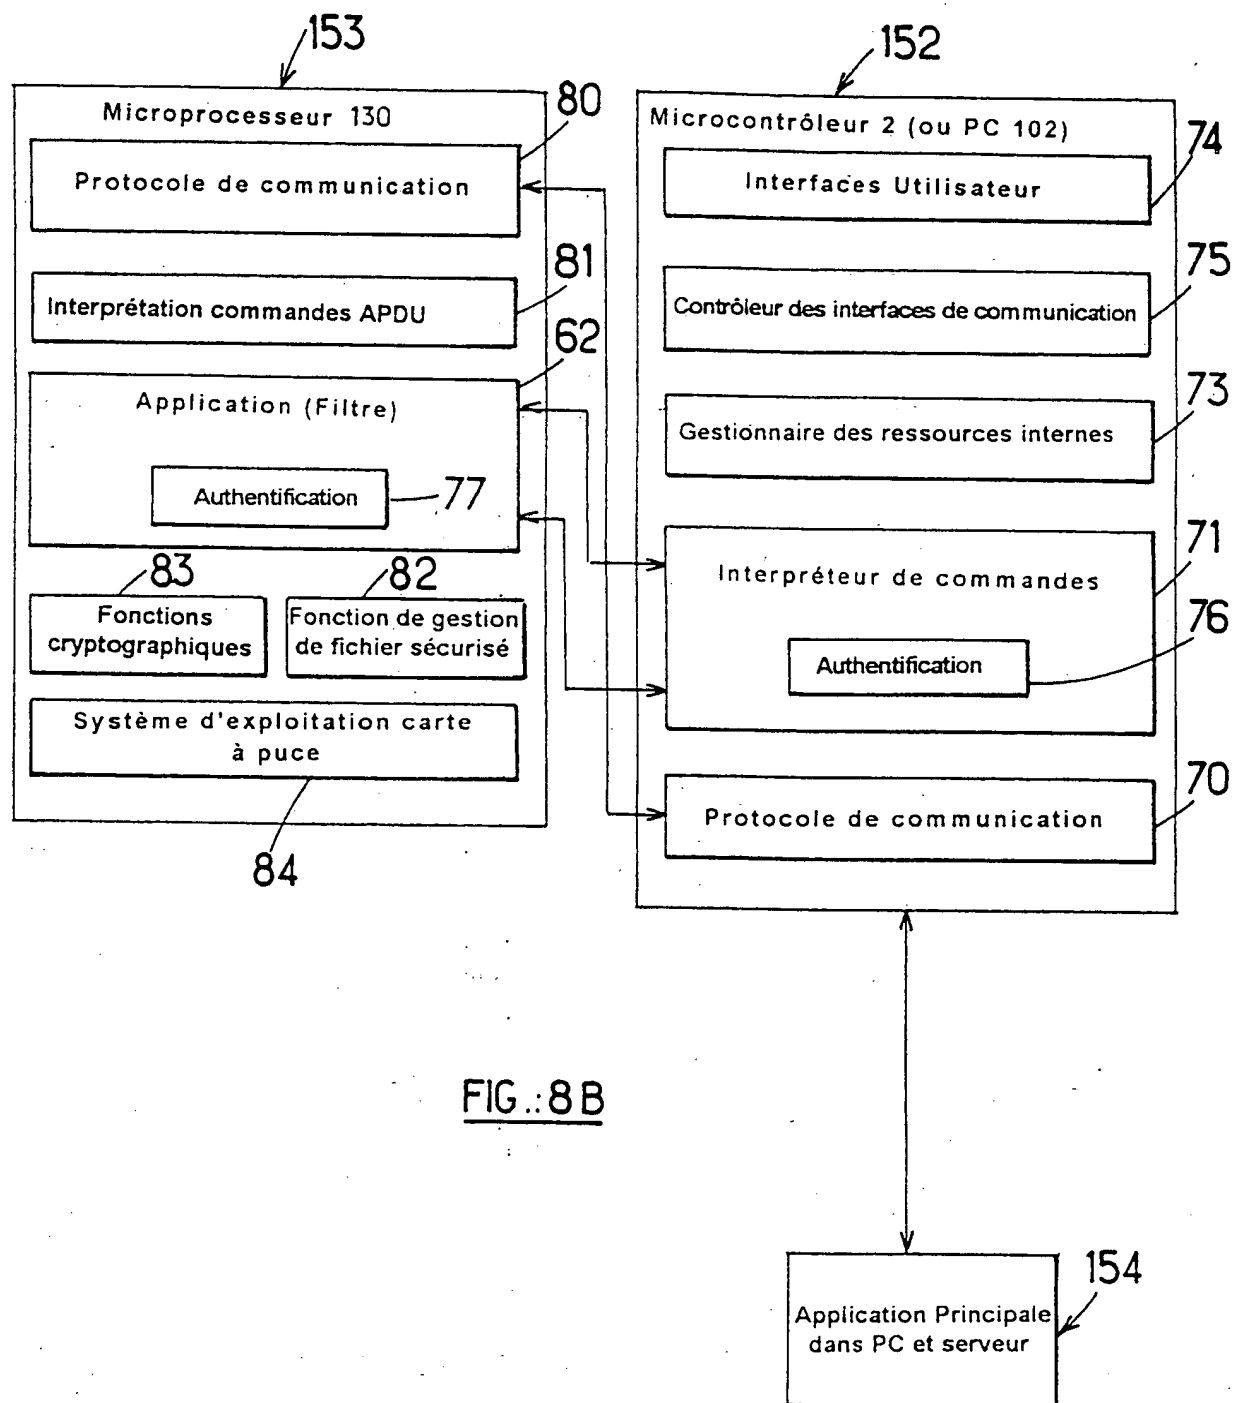 153
Microprocesseur 130
80
Protocole de communication
81
Interprétation commandes APDU
62
Application (Filtre)
Authentification
77
83
82
Fonctions
cryptographiques
Fonction de gestion
de fichier sécurisé
Système d'exploitation carte
à puce
84
152
Microcontrôleur 2 (ou PC 102)
74
Interfaces Utilisateur
75
Contrôleur des interfaces de communication
73
Gestionnaire des ressources internes
71
Interpréteur de commandes
76
Authentification
70
Protocole de communication
FIG.:8B
154
Application Principale
dans PC et serveur